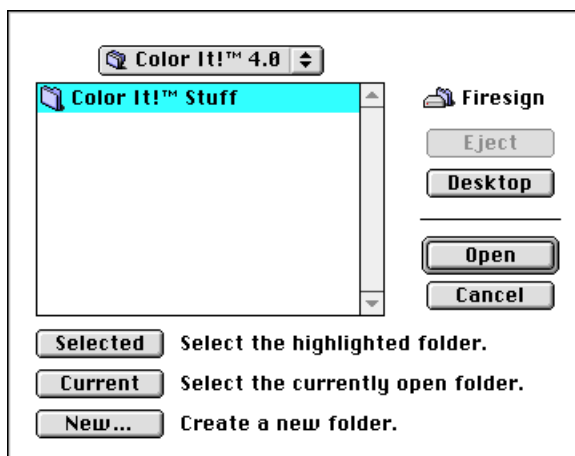 Color It!™ 4.0
Color It!™ Stuff
Firesign
Eject
Desktop
Open
Cancel
Selected Select the highlighted folder.
Current Select the currently open folder.
New... Create a new folder.